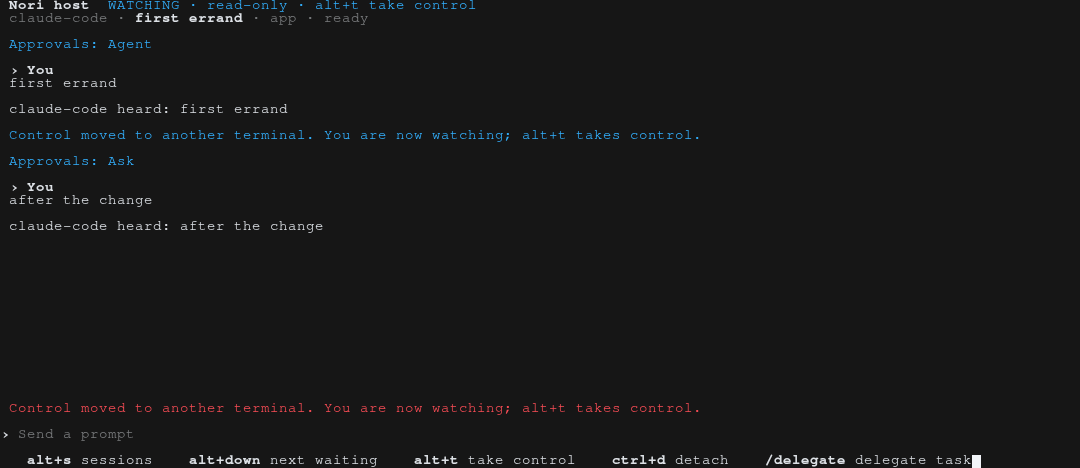 Nori host  WATCHING · read-only · alt+t take control
claude-code · first errand · app · ready
Approvals: Agent
› You
first errand
claude-code heard: first errand
Control moved to another terminal. You are now watching; alt+t takes control.
Approvals: Ask
› You
after the change
claude-code heard: after the change
Control moved to another terminal. You are now watching; alt+t takes control.
› Send a prompt
alt+s sessions    alt+down next waiting    alt+t take control    ctrl+d detach    /delegate delegate task